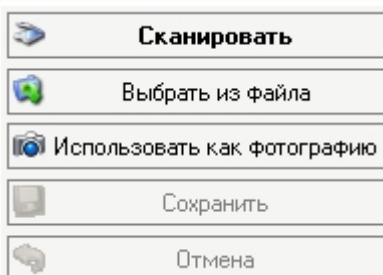 Сканировать
Выбрать из файла
Использовать как фотографию
Сохранить
Отмена